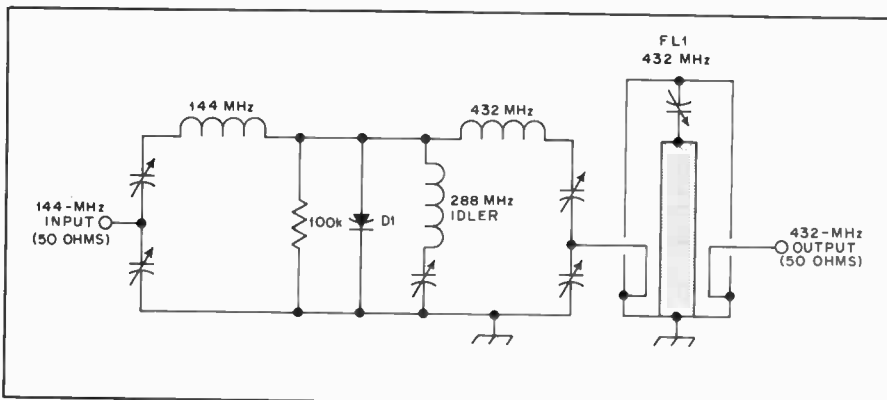 FL1
432 MHz
144 MHz
432 MHz
144-MHz
INPUT
(50 OHMS)
100k
D1
288 MHz
IDLER
432-MHz
OUTPUT
(50 OHMS)